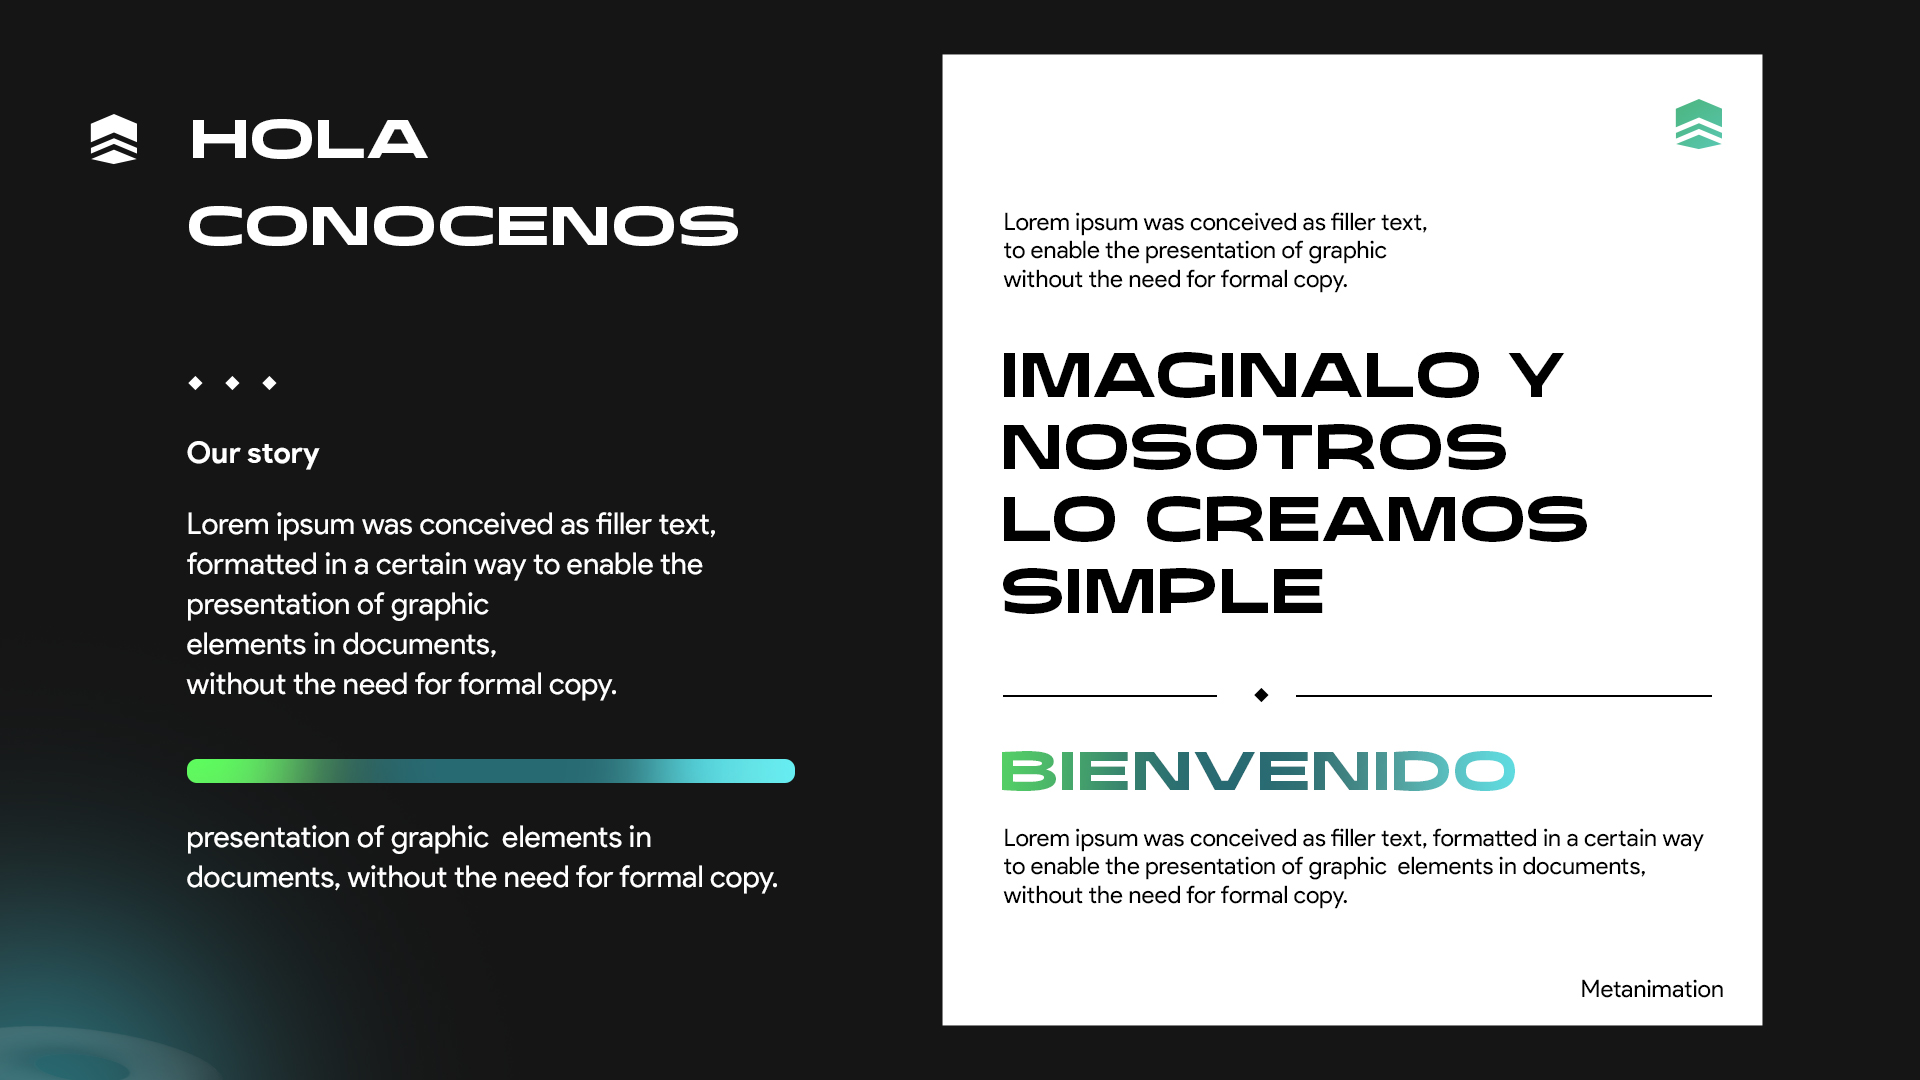 HOLA
CONOCENOS
Our story
Lorem ipsum was conceived as filler text,
formatted in a certain way to enable the
presentation of graphic
elements in documents,
without the need for formal copy.
presentation of graphic  elements in
documents, without the need for formal copy.
Lorem ipsum was conceived as filler text,
to enable the presentation of graphic
without the need for formal copy.
IMAGINALO Y
NOSOTROS
LO CREAMOS
SIMPLE
BIENVENIDO
Lorem ipsum was conceived as filler text, formatted in a certain way
to enable the presentation of graphic  elements in documents,
without the need for formal copy.
Metanimation